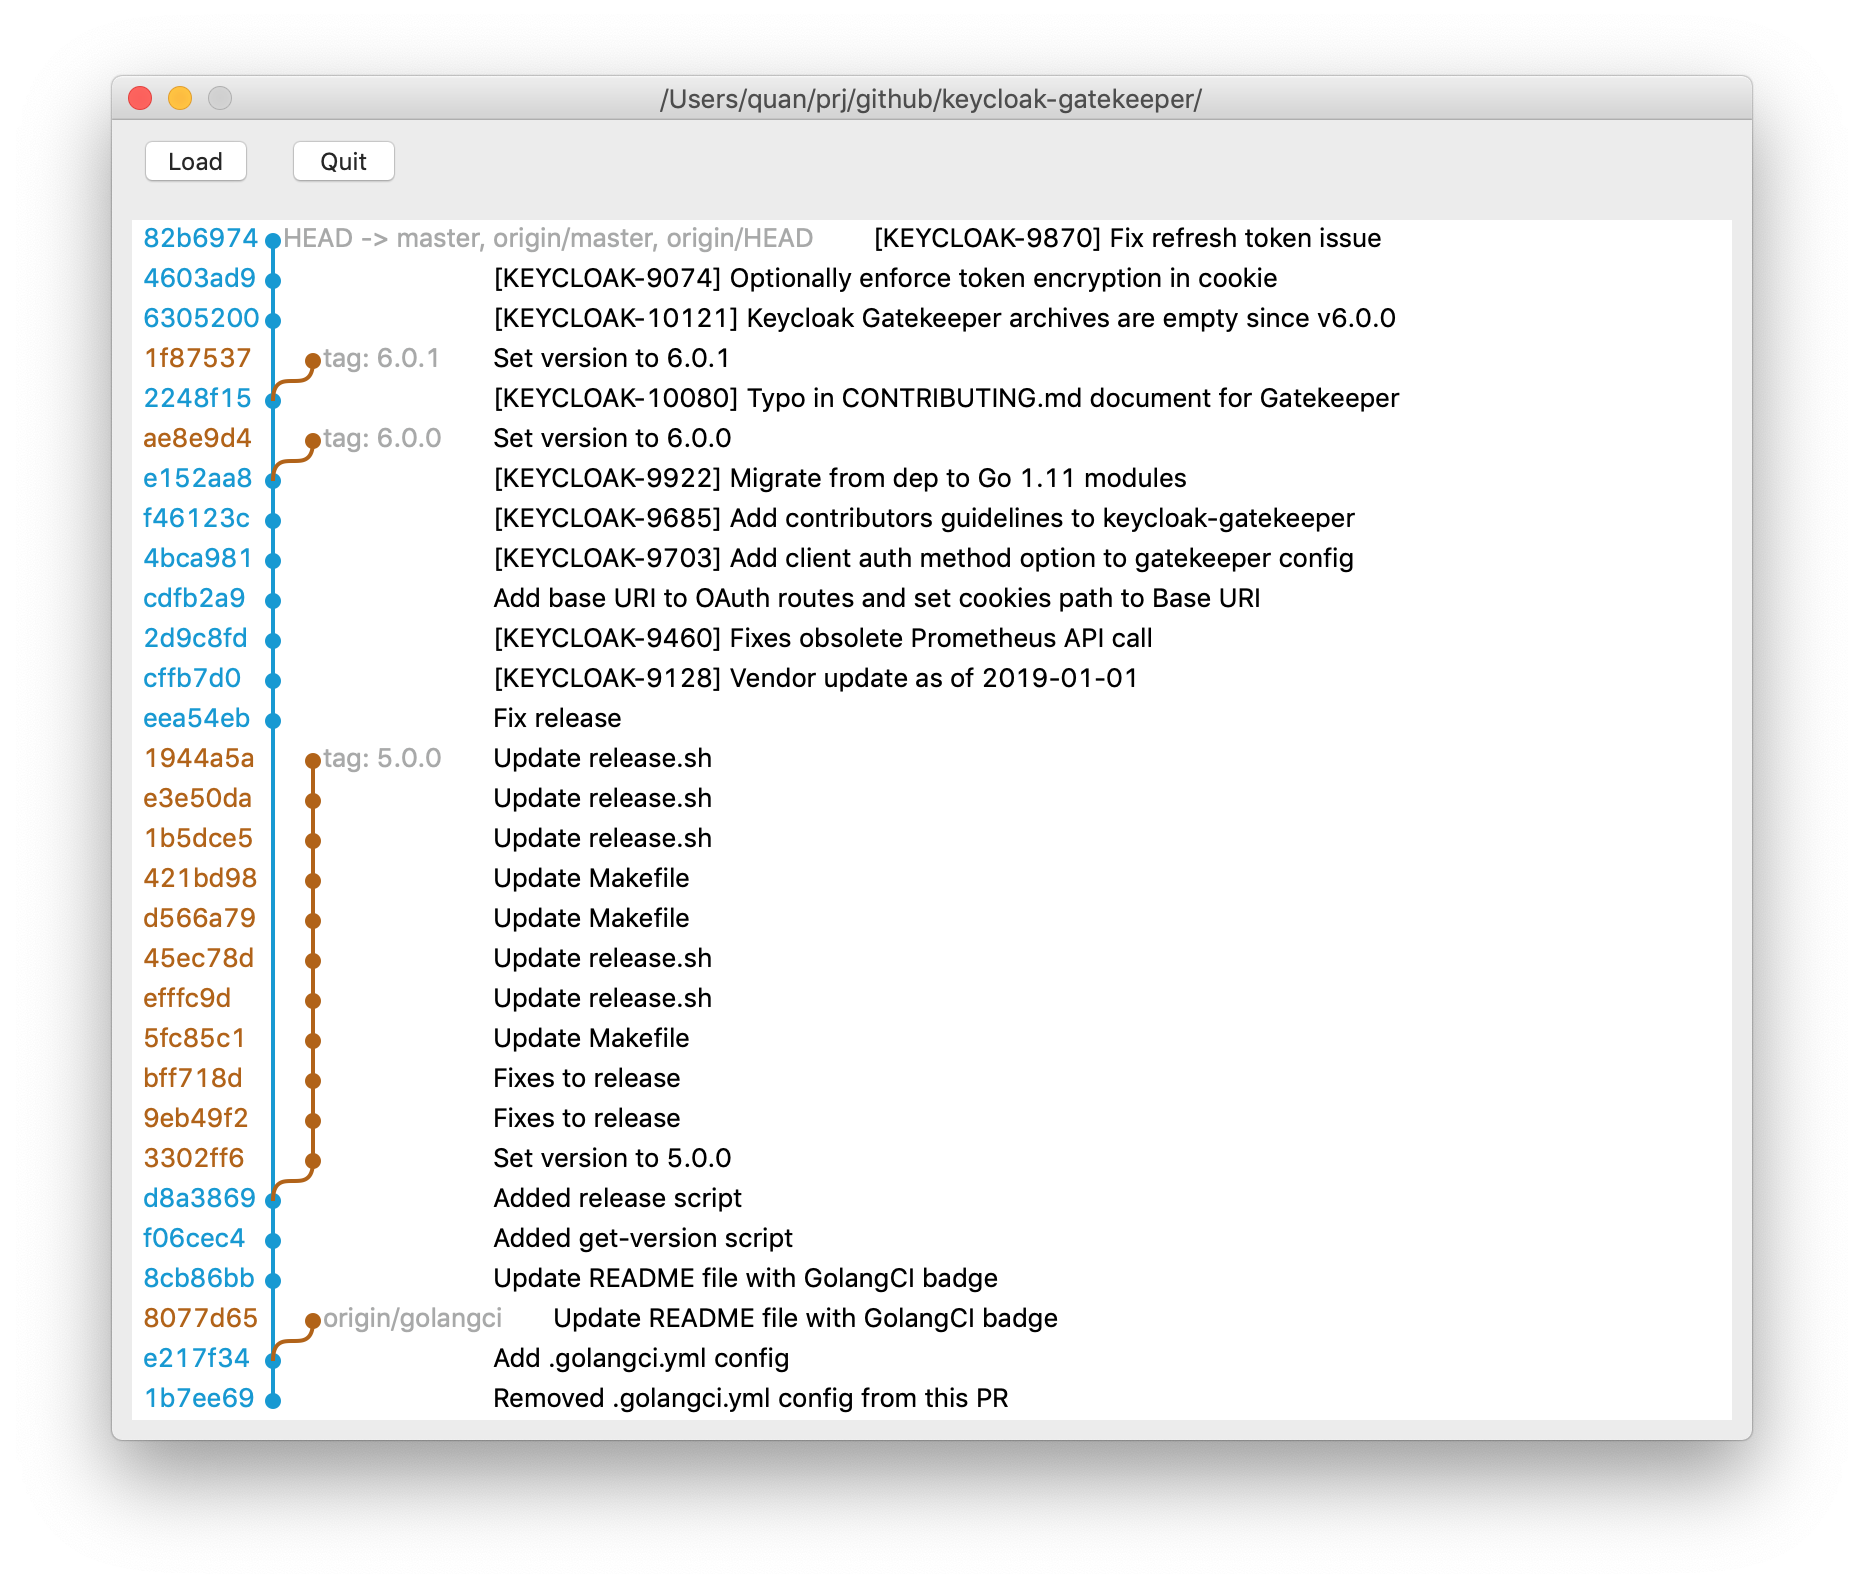 /Users/quan/prj/github/keycloak-gatekeeper/
Load Quit
82b6974 HEAD -> master, origin/master, origin/HEAD [KEYCLOAK-9870] Fix refresh token issue
4603ad9 [KEYCLOAK-9074] Optionally enforce token encryption in cookie
6305200 [KEYCLOAK-10121] Keycloak Gatekeeper archives are empty since v6.0.0
1f87537 tag: 6.0.1 Set version to 6.0.1
2248f15 [KEYCLOAK-10080] Typo in CONTRIBUTING.md document for Gatekeeper
ae8e9d4 tag: 6.0.0 Set version to 6.0.0
e152aa8 [KEYCLOAK-9922] Migrate from dep to Go 1.11 modules
f46123c [KEYCLOAK-9685] Add contributors guidelines to keycloak-gatekeeper
4bca981 [KEYCLOAK-9703] Add client auth method option to gatekeeper config
cdfb2a9 Add base URI to OAuth routes and set cookies path to Base URI
2d9c8fd [KEYCLOAK-9460] Fixes obsolete Prometheus API call
cffb7d0 [KEYCLOAK-9128] Vendor update as of 2019-01-01
eea54eb Fix release
1944a5a tag: 5.0.0 Update release.sh
e3e50da Update release.sh
1b5dce5 Update release.sh
421bd98 Update Makefile
d566a79 Update Makefile
45ec78d Update release.sh
efffc9d Update release.sh
5fc85c1 Update Makefile
bff718d Fixes to release
9eb49f2 Fixes to release
3302ff6 Set version to 5.0.0
d8a3869 Added release script
f06cec4 Added get-version script
8cb86bb Update README file with GolangCI badge
8077d65 origin/golangci Update README file with GolangCI badge
e217f34 Add .golangci.yml config
1b7ee69 Removed .golangci.yml config from this PR